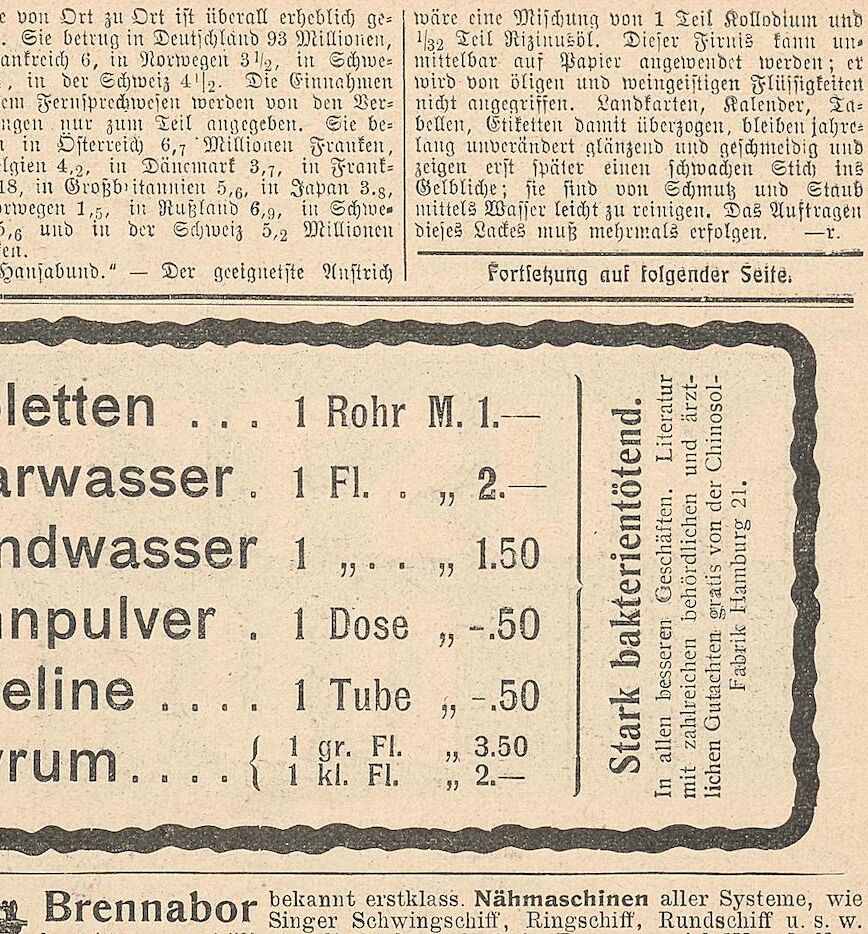 von Ort zu Ort ist überall erheblich ge-
. Sie betrug in Deutschland 93 Millionen,
ankreich 6, in Norwegen 3 1/2, in Schwe-
, in der Schweiz 4 1/2. Die Einnahmen
em Fernsprechwesen werden von den Ver-
ngen nur zum Teil angegeben. Sie be-
in Österreich 6,7 Millionen Franken,
lgien 4,2, in Dänemark 3,7, in Frank-
18, in Großbritannien 5,6, in Japan 3.8,
orwegen 1,5, in Rußland 6,9, in Schwe-
5,6 und in der Schweiz 5,2 Millionen
en.
Hansabund." — Der geeignetste Anstrich
wäre eine Mischung von 1 Teil Kollodium und
1/32 Teil Rizinusöl. Dieser Firnis kann un-
mittelbar auf Papier angewendet werden; er
wird von öligen und weingeistigen Flüssigkeiten
nicht angegriffen. Landkarten, Kalender, Ta-
bellen, Etiketten damit überzogen, bleiben jahre-
lang unverändert glänzend und geschmeidig und
zeigen erst später einen schwachen Stich ins
Gelbliche; sie sind von Schmutz und Staub
mittels Wasser leicht zu reinigen. Das Auftragen
dieses Lackes muß mehrmals erfolgen. —r.
Fortsetzung auf folgender Seite.
letten . . . 1 Rohr M. 1.—
arwasser . 1 Fl. . „ 2.—
ndwasser 1 „ . . „ 1.50
npulver . 1 Dose „ -.50
eline . . . . 1 Tube „ -.50
yrum . . . . { 1 gr. Fl. „ 3.50
1 kl. Fl. „ 2.—
Stark bakterientötend.
In allen besseren Geschäften. Literatur
mit zahlreichen behördlichen und ärzt-
lichen Gutachten gratis von der Chinosol-
Fabrik Hamburg 21.
Brennabor bekannt erstklass. Nähmaschinen aller Systeme, wie
Singer Schwingschiff, Ringschiff, Rundschiff u. s. w.